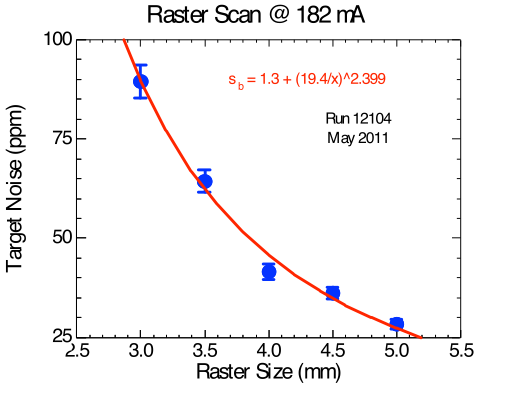 Raster Scan @ 182 mA
100
s_b = 1.3 + (19.4/x)^2.399
Run 12104
May 2011
75
Target Noise (ppm)
50
25
2.5 3.0 3.5 4.0 4.5 5.0 5.5
Raster Size (mm)